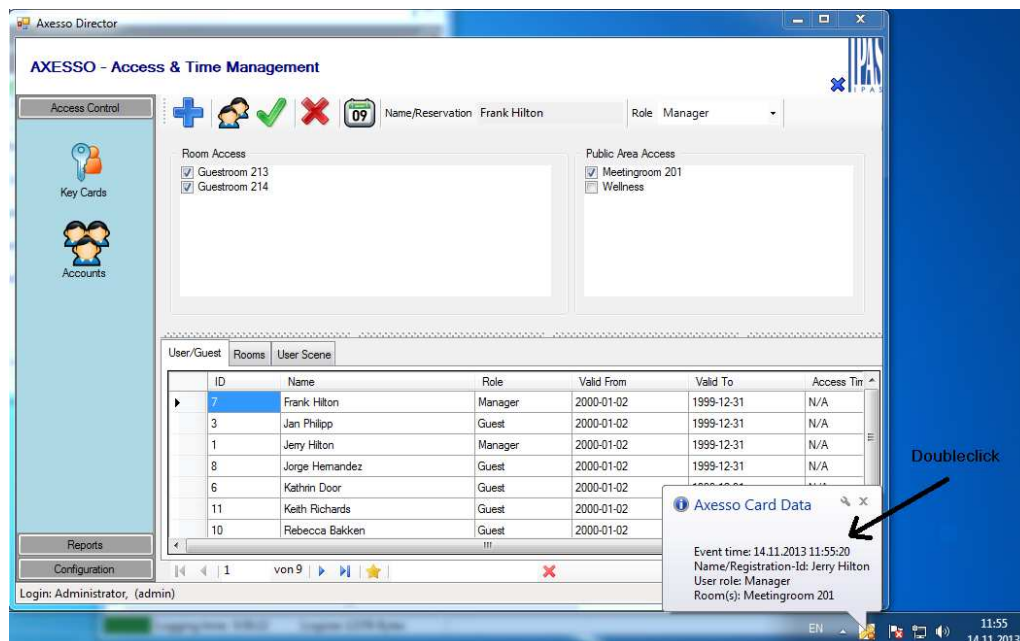 Axesso Director
AXESSO - Access & Time Management
IPAS
I P A S
Access Control
09
Name/Reservation Frank Hilton
Role Manager
Key Cards
Accounts
Room Access
Guestroom 213
Guestroom 214
Public Area Access
Meetingroom 201
Wellness
User/Guest Rooms User Scene
ID Name Role Valid From Valid To Access Tim
7 Frank Hilton Manager 2000-01-02 1999-12-31 N/A
3 Jan Philipp Guest 2000-01-02 1999-12-31 N/A
1 Jerry Hilton Manager 2000-01-02 1999-12-31 N/A
8 Jorge Hernandez Guest 2000-01-02 1999-12-31 N/A
6 Kathrin Door Guest 2000-01-02
11 Keith Richards Guest 2000-01-02
10 Rebecca Bakken Guest 2000-01-02
Doubleclick
Axesso Card Data
Event time: 14.11.2013 11:55:20
Name/Registration-Id: Jerry Hilton
User role: Manager
Room(s): Meetingroom 201
Reports
Configuration
1 von 9
Login: Administrator, (admin)
EN
11:55
14.11.2013